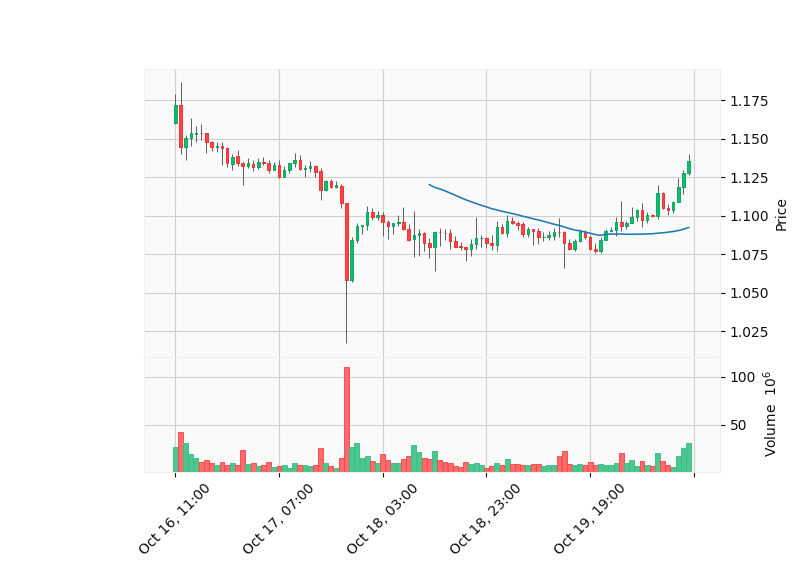 1.175
1.150
1.125
1.100
1.075
1.050
1.025
Price
100
50
Volume 10⁶
Oct 16, 11:00
Oct 17, 07:00
Oct 18, 03:00
Oct 18, 23:00
Oct 19, 19:00